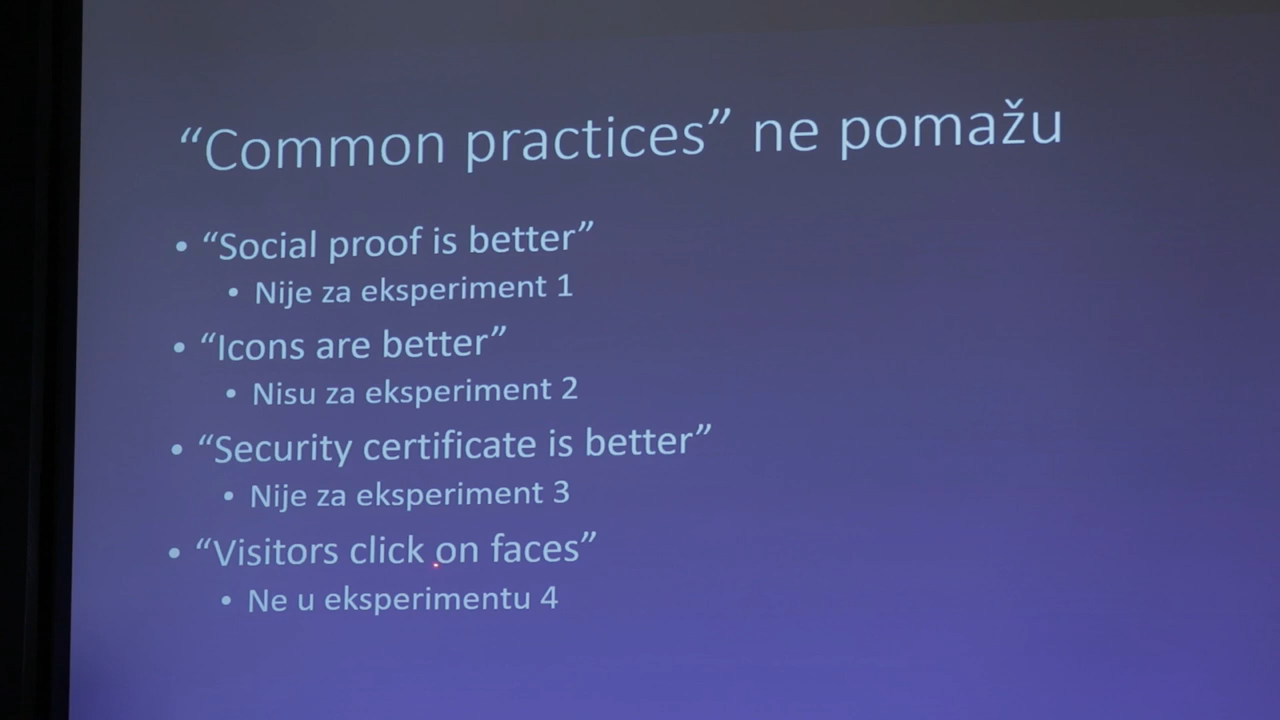 “Common practices” ne pomažu
• “Social proof is better”
• Nije za eksperiment 1
• “Icons are better”
• Nisu za eksperiment 2
• “Security certificate is better”
• Nije za eksperiment 3
• “Visitors click on faces”
• Ne u eksperimentu 4